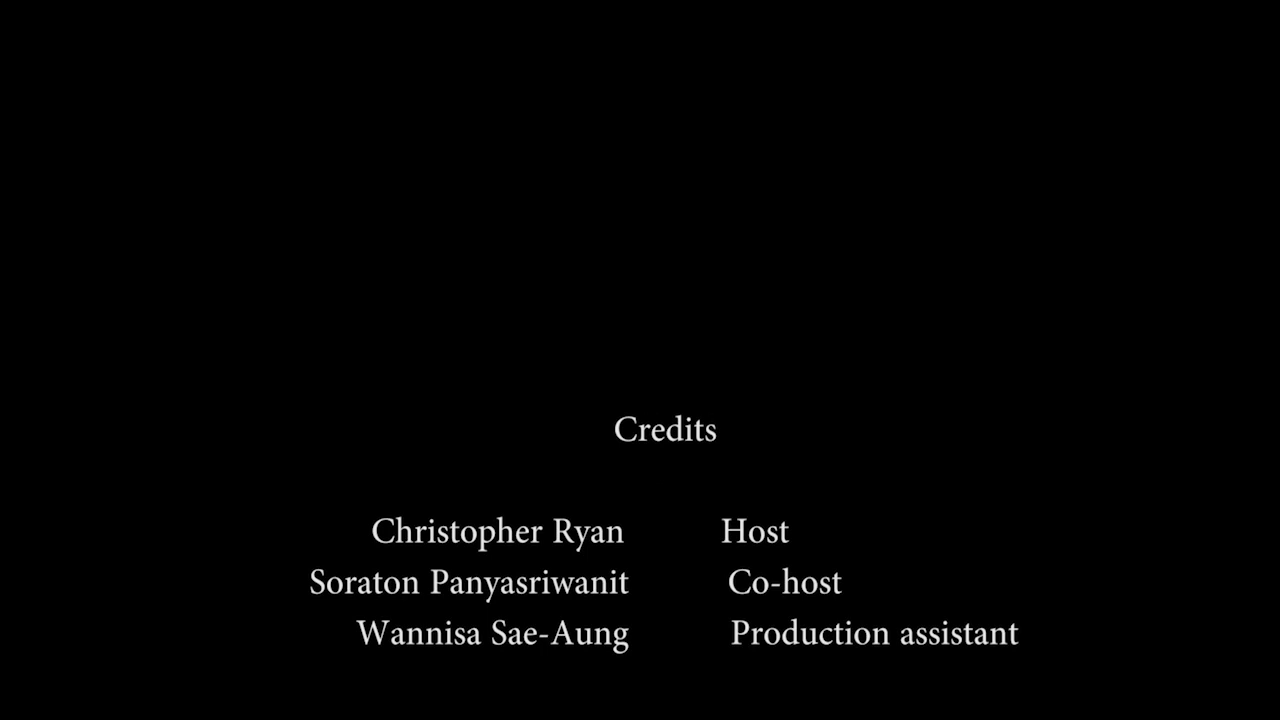 Credits
Christopher Ryan Host
Soraton Panyasriwanit Co-host
Wannisa Sae-Aung Production assistant